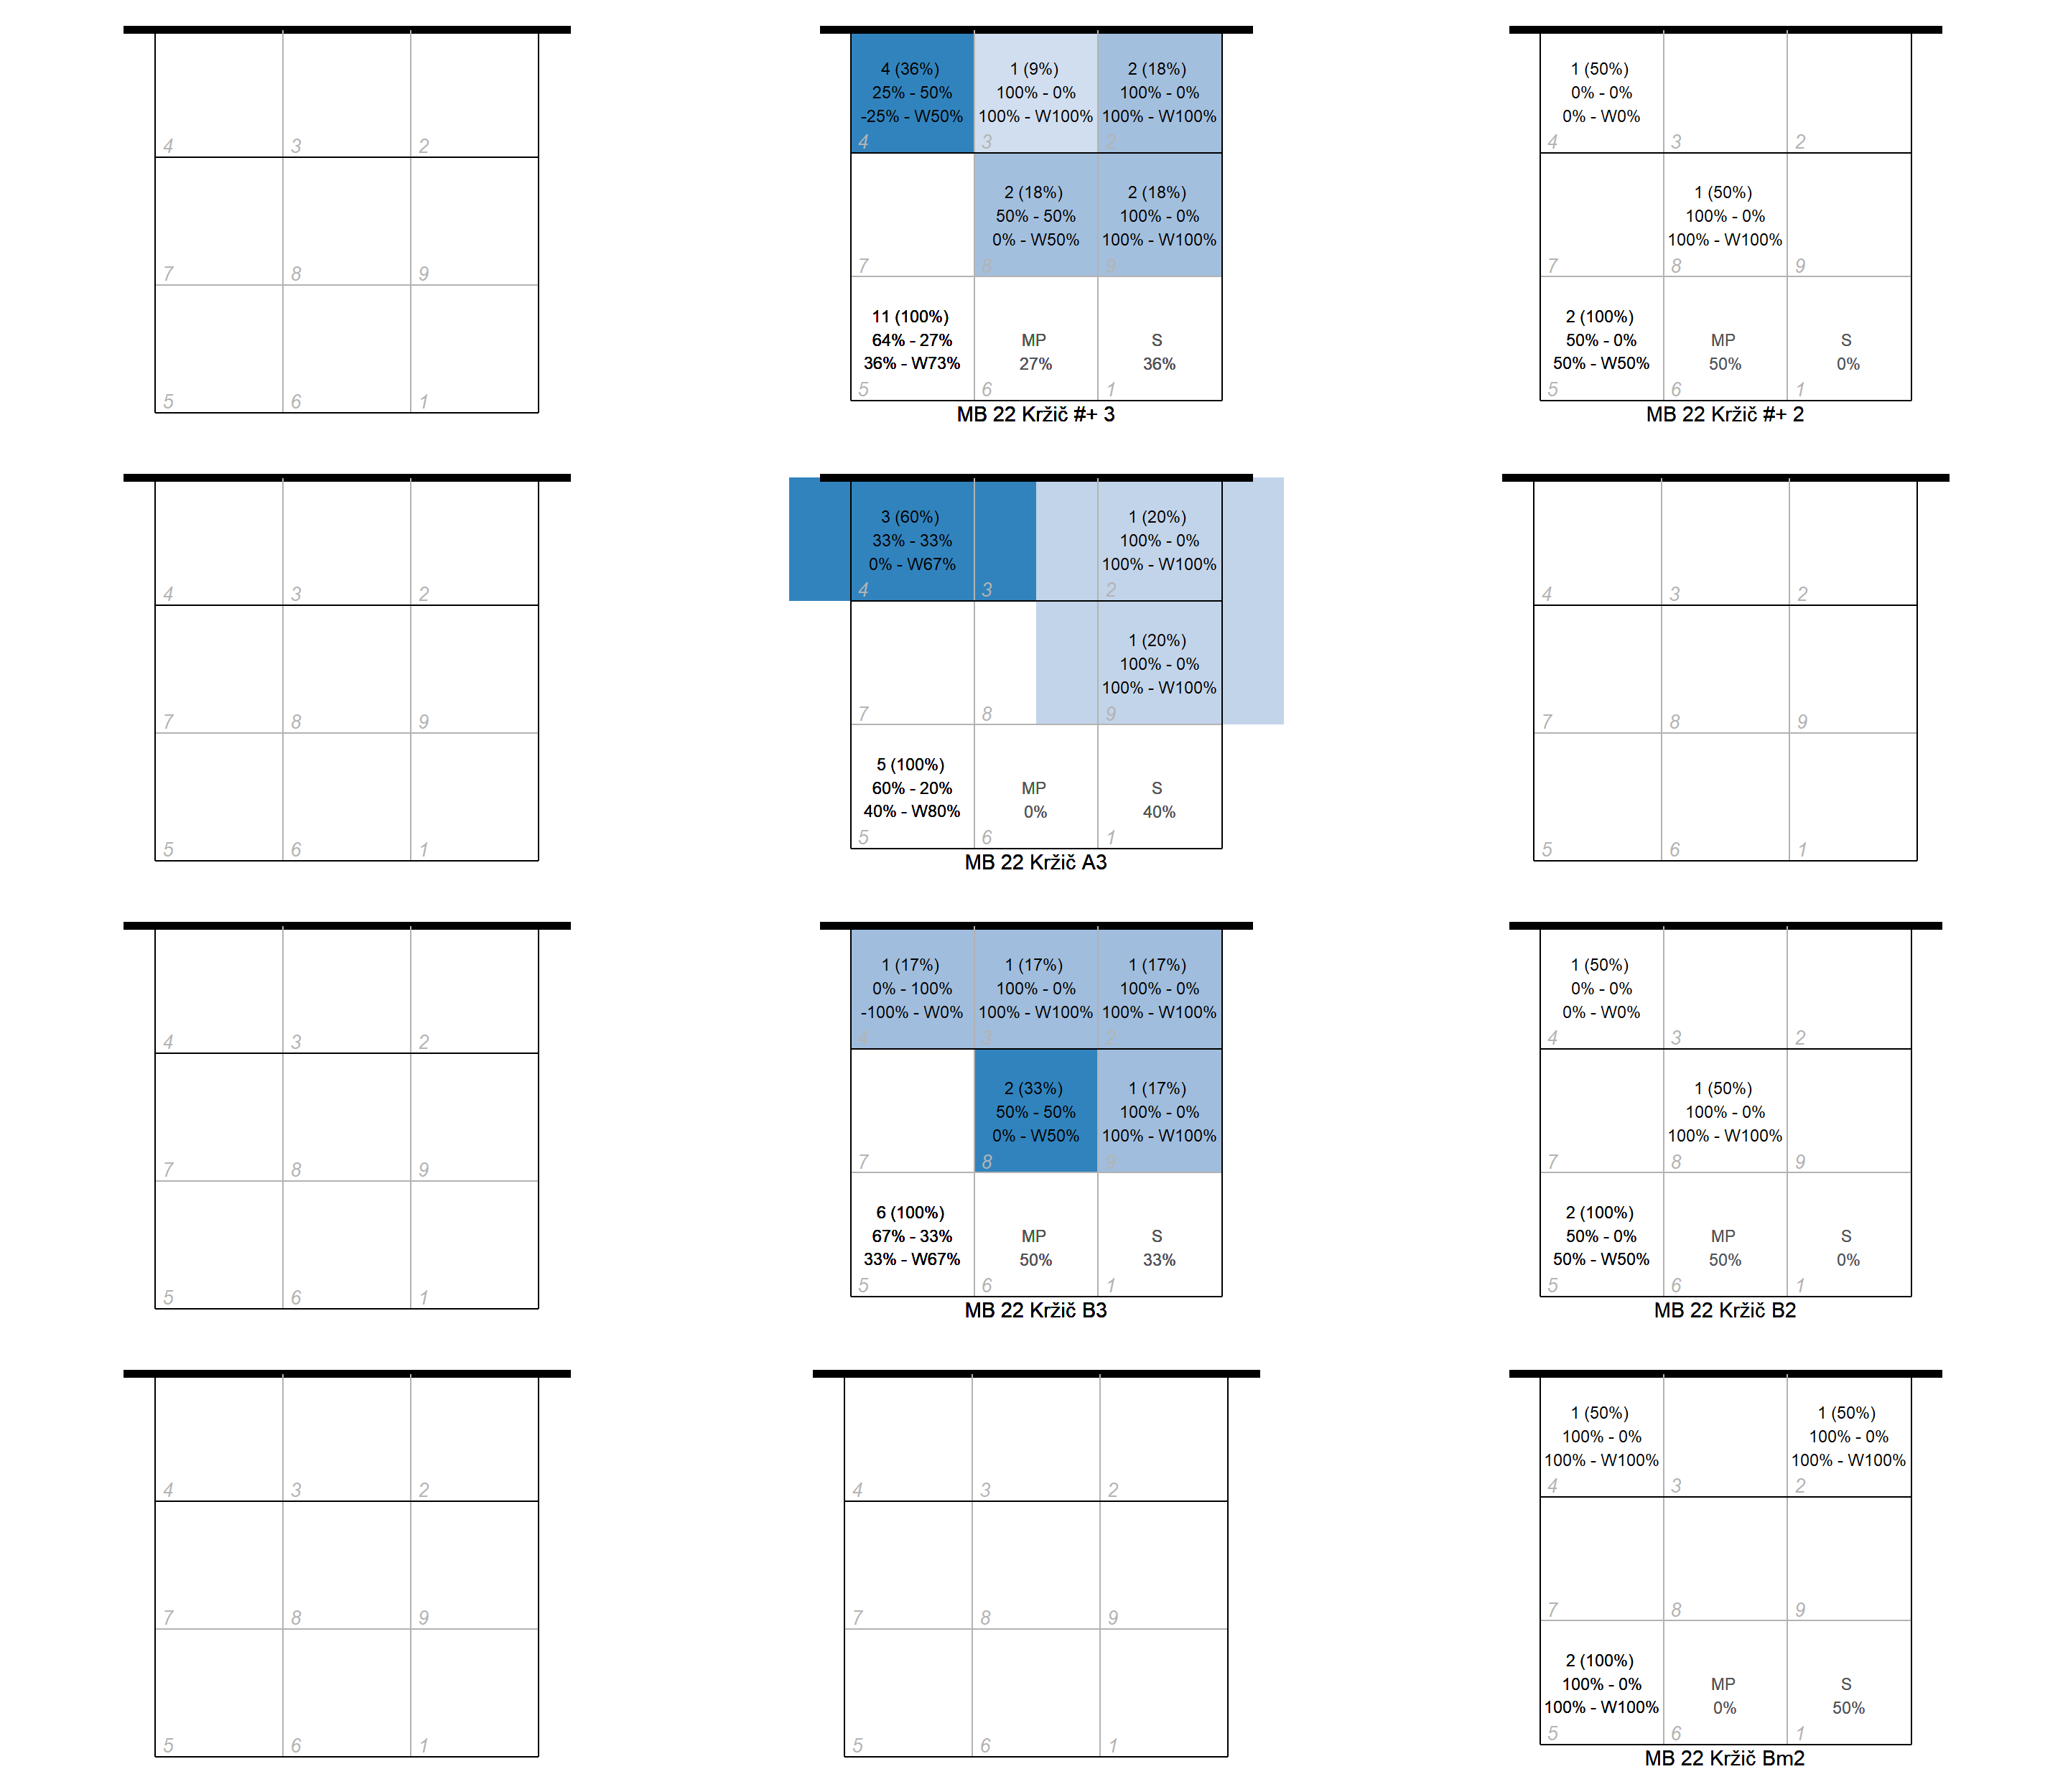 4 3 2
7 8 9
5 6 1
4 (36%) 1 (9%) 2 (18%)
25% - 50% 100% - 0% 100% - 0%
-25% - W50% 100% - W100% 100% - W100%
4 3 2
2 (18%) 2 (18%)
50% - 50% 100% - 0%
0% - W50% 100% - W100%
7 8 9
11 (100%)
64% - 27% MP S
36% - W73% 27% 36%
5 6 1
MB 22 Kržič #+ 3
1 (50%)
0% - 0%
0% - W0%
4 3 2
1 (50%)
100% - 0%
100% - W100%
7 8 9
2 (100%)
50% - 0% MP S
50% - W50% 50% 0%
5 6 1
MB 22 Kržič #+ 2
4 3 2
7 8 9
5 6 1
3 (60%) 1 (20%)
33% - 33% 100% - 0%
0% - W67% 100% - W100%
4 3 2
1 (20%)
100% - 0%
100% - W100%
7 8 9
5 (100%)
60% - 20% MP S
40% - W80% 0% 40%
5 6 1
MB 22 Kržič A3
4 3 2
7 8 9
5 6 1
4 3 2
7 8 9
5 6 1
1 (17%) 1 (17%) 1 (17%)
0% - 100% 100% - 0% 100% - 0%
-100% - W0% 100% - W100% 100% - W100%
4 3 2
2 (33%) 1 (17%)
50% - 50% 100% - 0%
0% - W50% 100% - W100%
7 8 9
6 (100%)
67% - 33% MP S
33% - W67% 50% 33%
5 6 1
MB 22 Kržič B3
1 (50%)
0% - 0%
0% - W0%
4 3 2
1 (50%)
100% - 0%
100% - W100%
7 8 9
2 (100%)
50% - 0% MP S
50% - W50% 50% 0%
5 6 1
MB 22 Kržič B2
4 3 2
7 8 9
5 6 1
4 3 2
7 8 9
5 6 1
1 (50%) 1 (50%)
100% - 0% 100% - 0%
100% - W100% 100% - W100%
4 3 2
7 8 9
2 (100%)
100% - 0% MP S
100% - W100% 0% 50%
5 6 1
MB 22 Kržič Bm2